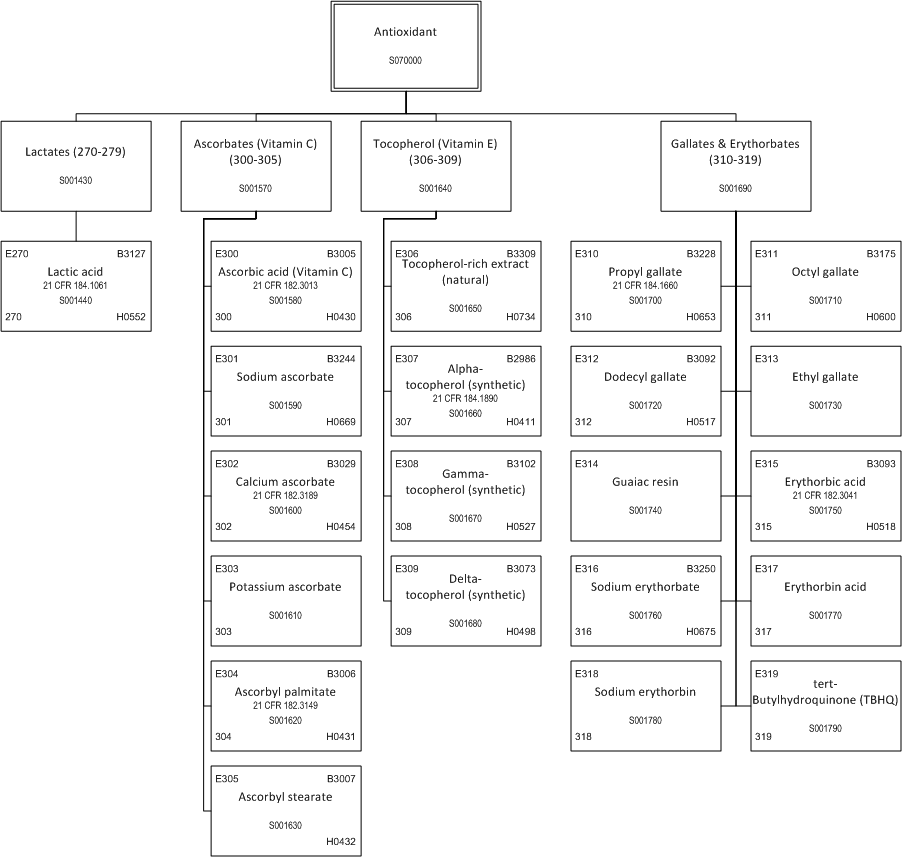 Antioxidant
S070000
Lactates (270-279)
S001430
Ascorbates (Vitamin C)
(300-305)
S001570
Tocopherol (Vitamin E)
(306-309)
S001640
Gallates & Erythorbates
(310-319)
S001690
E270 B3127
Lactic acid
21 CFR 184.1061
S001440
270 H0552
E300 B3005
Ascorbic acid (Vitamin C)
21 CFR 182.3013
S001580
300 H0430
E301 B3244
Sodium ascorbate
S001590
301 H0669
E302 B3029
Calcium ascorbate
21 CFR 182.3189
S001600
302 H0454
E303
Potassium ascorbate
S001610
303
E304 B3006
Ascorbyl palmitate
21 CFR 182.3149
S001620
304 H0431
E305 B3007
Ascorbyl stearate
S001630
H0432
E306 B3309
Tocopherol-rich extract
(natural)
S001650
306 H0734
E307 B2986
Alpha-
tocopherol (synthetic)
21 CFR 184.1890
S001660
307 H0411
E308 B3102
Gamma-
tocopherol (synthetic)
S001670
308 H0527
E309 B3073
Delta-
tocopherol (synthetic)
S001680
309 H0498
E310 B3228
Propyl gallate
21 CFR 184.1660
S001700
310 H0653
E311 B3175
Octyl gallate
S001710
311 H0600
E312 B3092
Dodecyl gallate
S001720
312 H0517
E313
Ethyl gallate
S001730
E314
Guaiac resin
S001740
E315 B3093
Erythorbic acid
21 CFR 182.3041
S001750
315 H0518
E316 B3250
Sodium erythorbate
S001760
316 H0675
E317
Erythorbin acid
S001770
317
E318
Sodium erythorbin
S001780
318
E319
tert-
Butylhydroquinone (TBHQ)
S001790
319